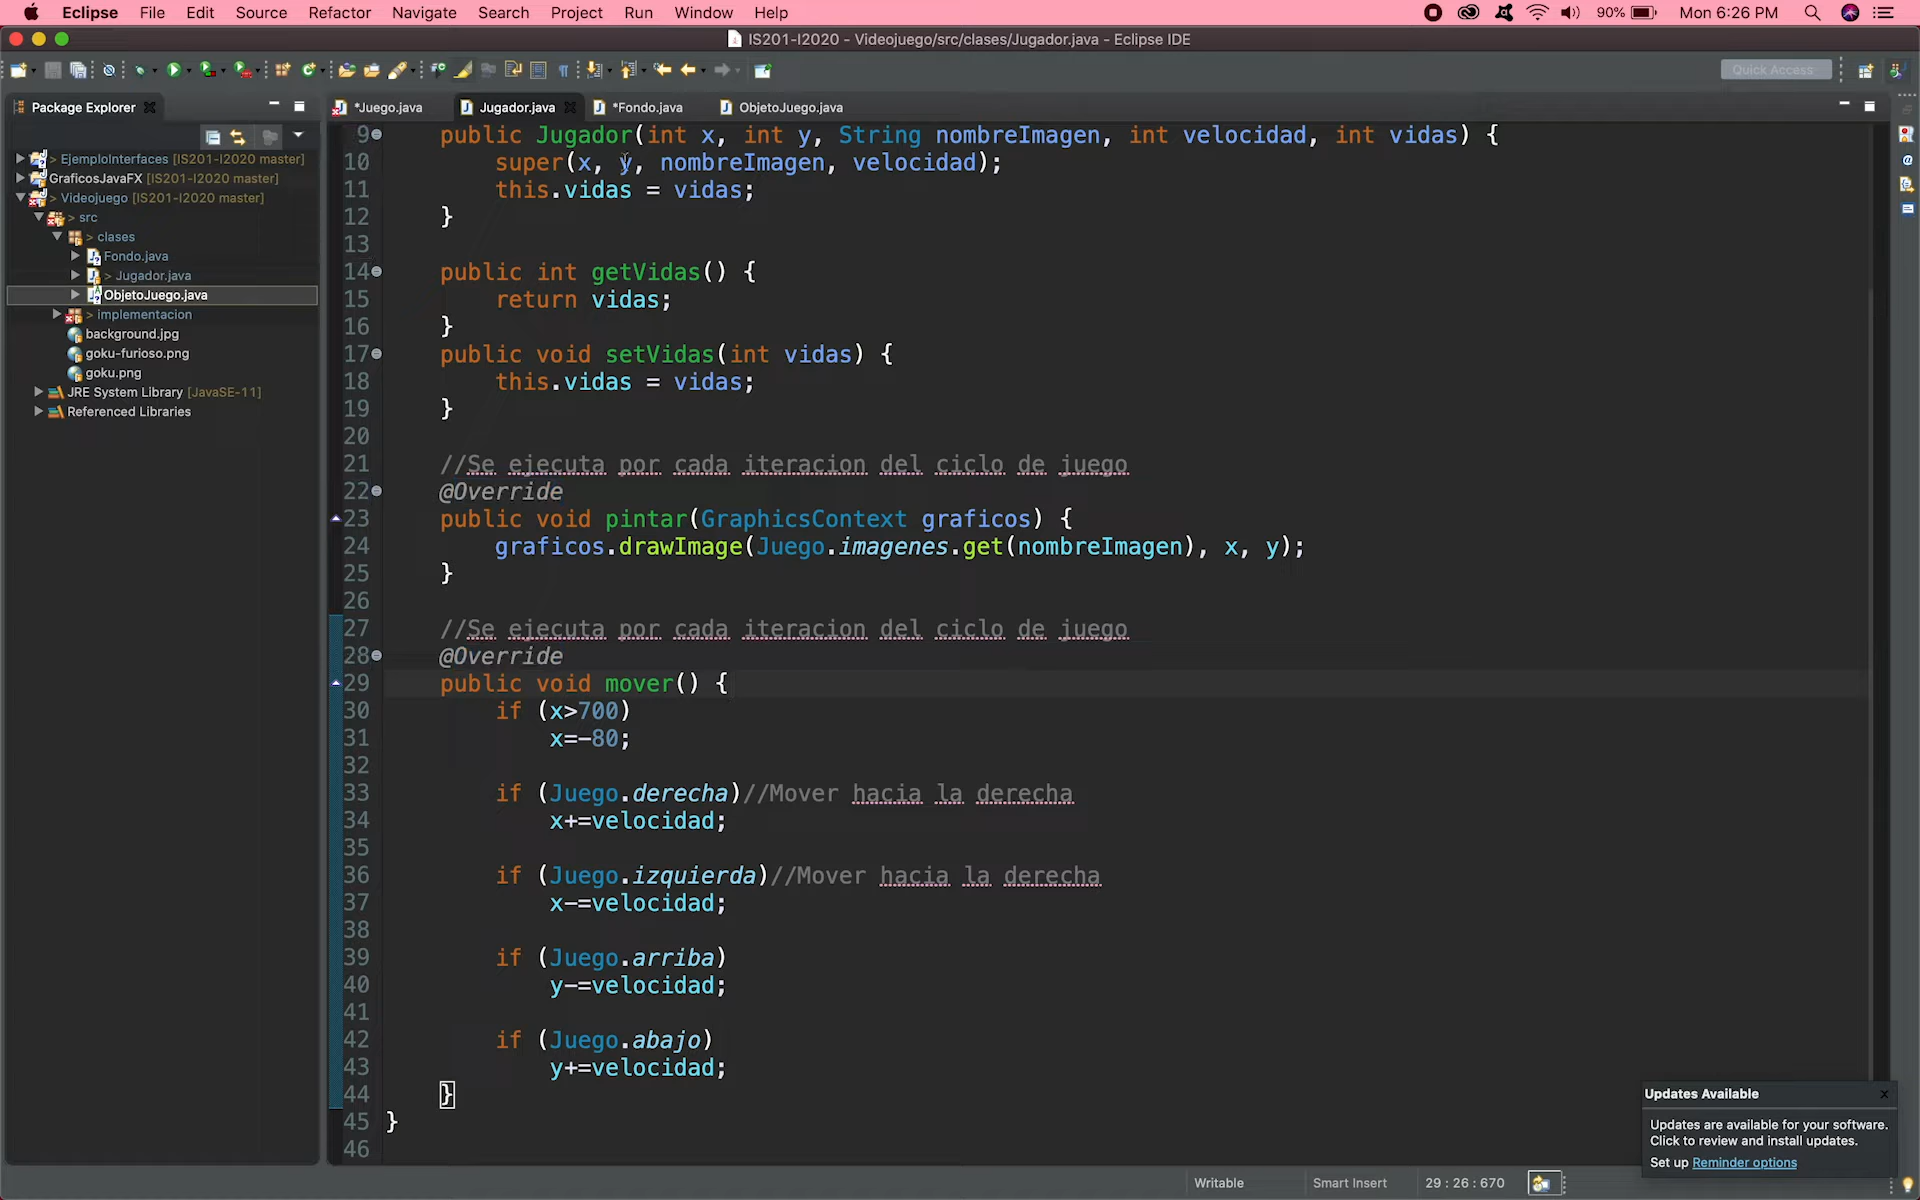 Eclipse File Edit Source Refactor Navigate Search Project Run Window Help 90% Mon 6:26 PM
IS201-I2020 - Videojuego/src/clases/Jugador.java - Eclipse IDE
Quick Access
Package Explorer
*Juego.java Jugador.java *Fondo.java ObjetoJuego.java
> EjemploInterfaces [IS201-I2020 master]
GraficosJavaFX [IS201-I2020 master]
> Videojuego [IS201-I2020 master]
> src
> clases
Fondo.java
> Jugador.java
ObjetoJuego.java
> implementacion
background.jpg
goku-furioso.png
goku.png
JRE System Library [JavaSE-11]
Referenced Libraries
9 public Jugador(int x, int y, String nombreImagen, int velocidad, int vidas) {
10 super(x, y, nombreImagen, velocidad);
11 this.vidas = vidas;
12 }
13
14 public int getVidas() {
15 return vidas;
16 }
17 public void setVidas(int vidas) {
18 this.vidas = vidas;
19 }
20
21 //Se ejecuta por cada iteracion del ciclo de juego
22 @Override
23 public void pintar(GraphicsContext graficos) {
24 graficos.drawImage(Juego.imagenes.get(nombreImagen), x, y);
25 }
26
27 //Se ejecuta por cada iteracion del ciclo de juego
28 @Override
29 public void mover() {
30 if (x>700)
31 x=-80;
32
33 if (Juego.derecha)//Mover hacia la derecha
34 x+=velocidad;
35
36 if (Juego.izquierda)//Mover hacia la derecha
37 x-=velocidad;
38
39 if (Juego.arriba)
40 y-=velocidad;
41
42 if (Juego.abajo)
43 y+=velocidad;
44 }
45 }
46
Updates Available
Updates are available for your software.
Click to review and install updates.
Set up Reminder options
Writable Smart Insert 29 : 26 : 670